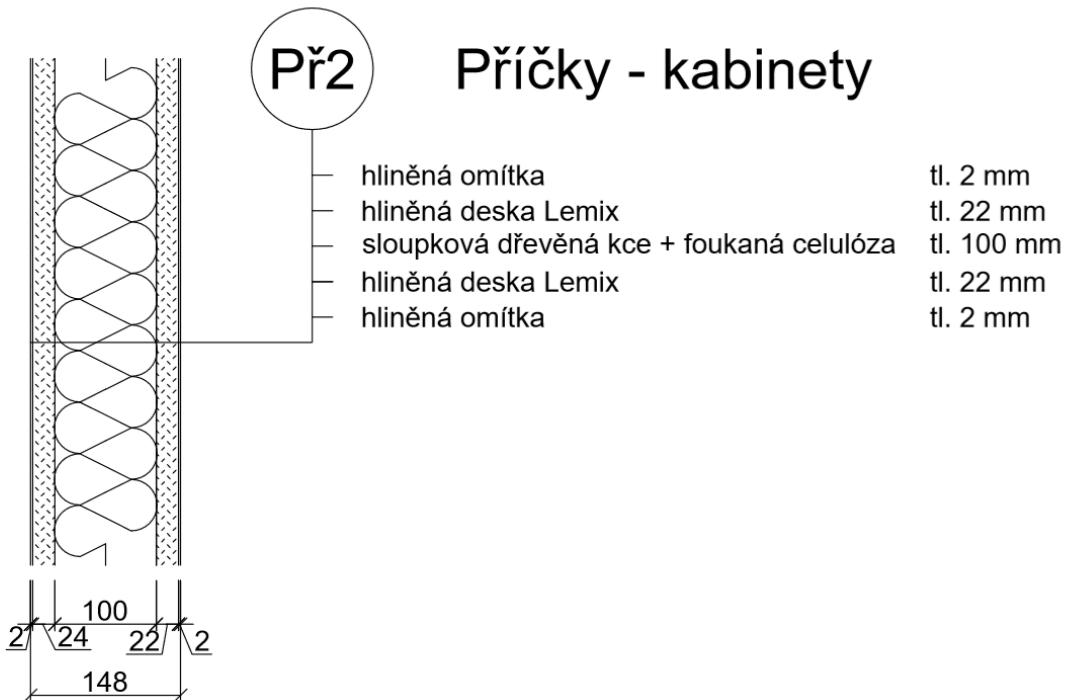 Př2 Příčky - kabinety
hliněná omítka tl. 2 mm
hliněná deska Lemix tl. 22 mm
sloupková dřevěná kce + foukaná celulóza tl. 100 mm
hliněná deska Lemix tl. 22 mm
hliněná omítka tl. 2 mm
100
2 24 22 2
148